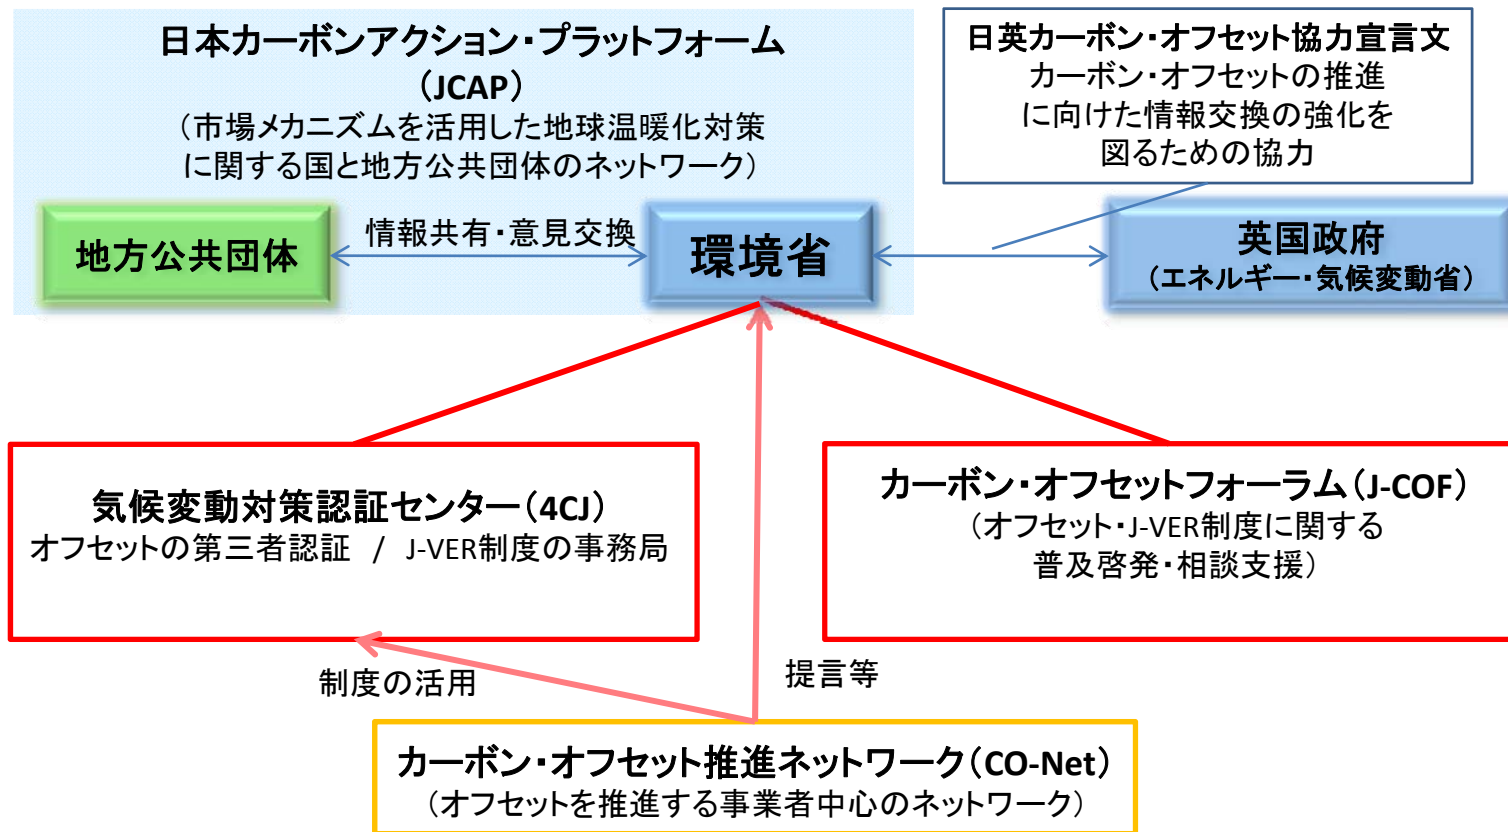 日本カーボンアクション・プラットフォーム
（JCAP）
（市場メカニズムを活用した地球温暖化対策
に関する国と地方公共団体のネットワーク）
日英カーボン・オフセット協力宣言文
カーボン・オフセットの推進
に向けた情報交換の強化を
図るための協力
地方公共団体
情報共有・意見交換
環境省
英国政府
（エネルギー・気候変動省）
気候変動対策認証センター（4CJ）
オフセットの第三者認証 / J-VER制度の事務局
カーボン・オフセットフォーラム（J-COF）
（オフセット・J-VER制度に関する
普及啓発・相談支援）
制度の活用
提言等
カーボン・オフセット推進ネットワーク（CO-Net）
（オフセットを推進する事業者中心のネットワーク）